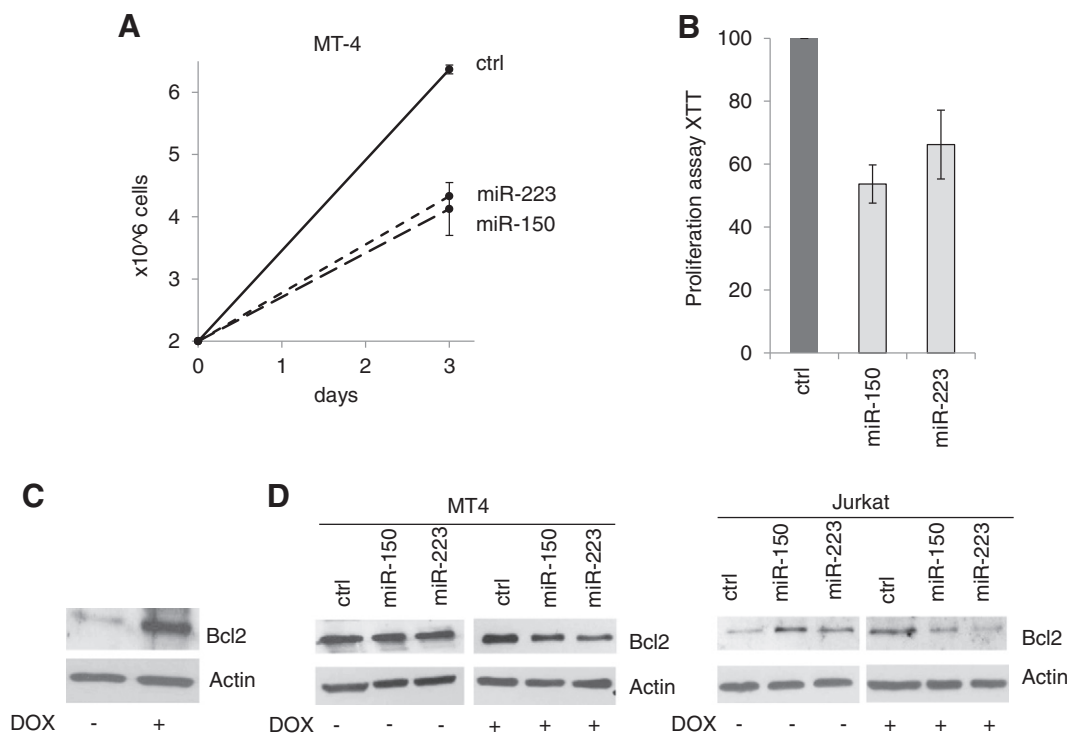 A
MT-4
ctrl
miR-223
miR-150
x10^6 cells
6
5
4
3
2
0
1
2
3
days
B
Proliferation assay XTT
100
80
60
40
20
0
ctrl
miR-150
miR-223
C
Bcl2
Actin
DOX - +
D
MT4
ctrl miR-150 miR-223 ctrl miR-150 miR-223
Bcl2
Actin
DOX - - - + + +
Jurkat
ctrl miR-150 miR-223 ctrl miR-150 miR-223
Bcl2
Actin
DOX - - - + + +